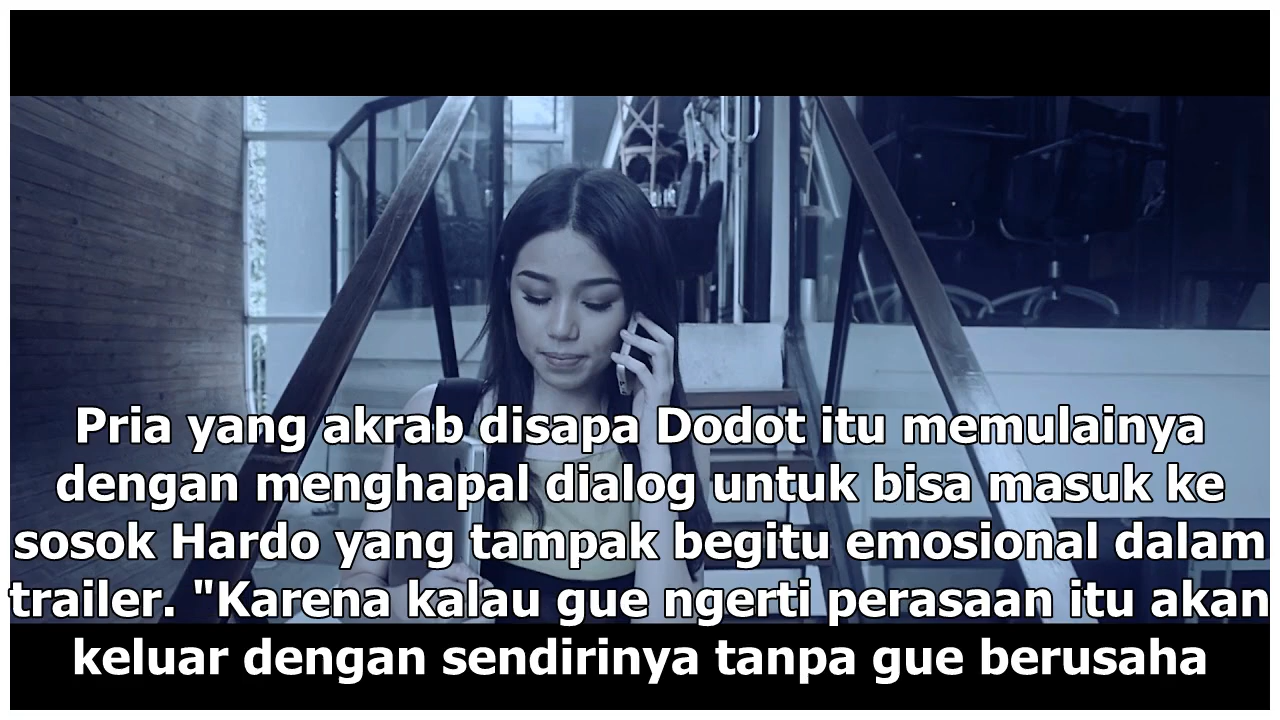 Pria yang akrab disapa Dodot itu memulainya
dengan menghapal dialog untuk bisa masuk ke
sosok Hardo yang tampak begitu emosional dalam
trailer. "Karena kalau gue ngerti perasaan itu akan
keluar dengan sendirinya tanpa gue berusaha